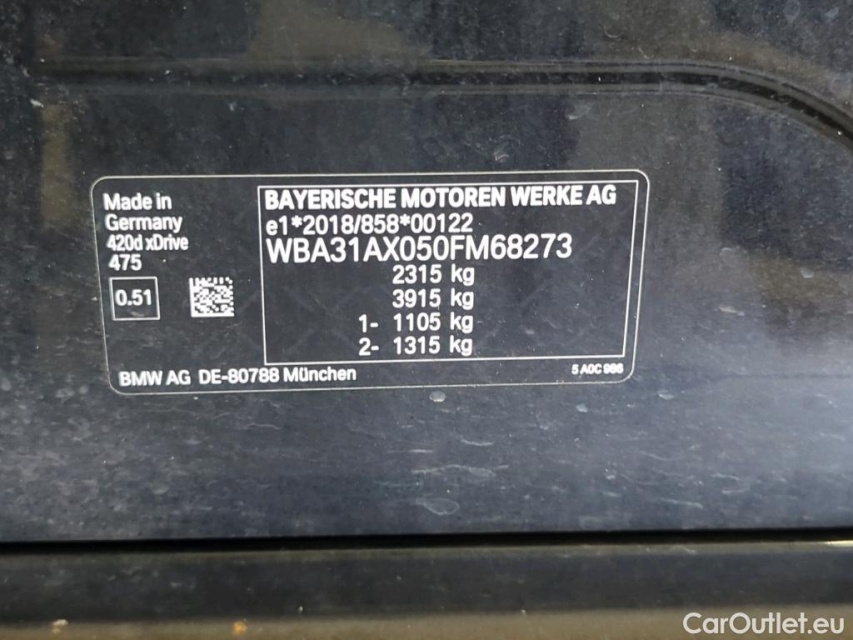 Made in
Germany
420d xDrive
475
0.51
BAYERISCHE MOTOREN WERKE AG
e1*2018/858*00122
WBA31AX050FM68273
2315 kg
3915 kg
1- 1105 kg
2- 1315 kg
BMW AG DE-80788 München
5 A0C 986
CarOutlet.eu